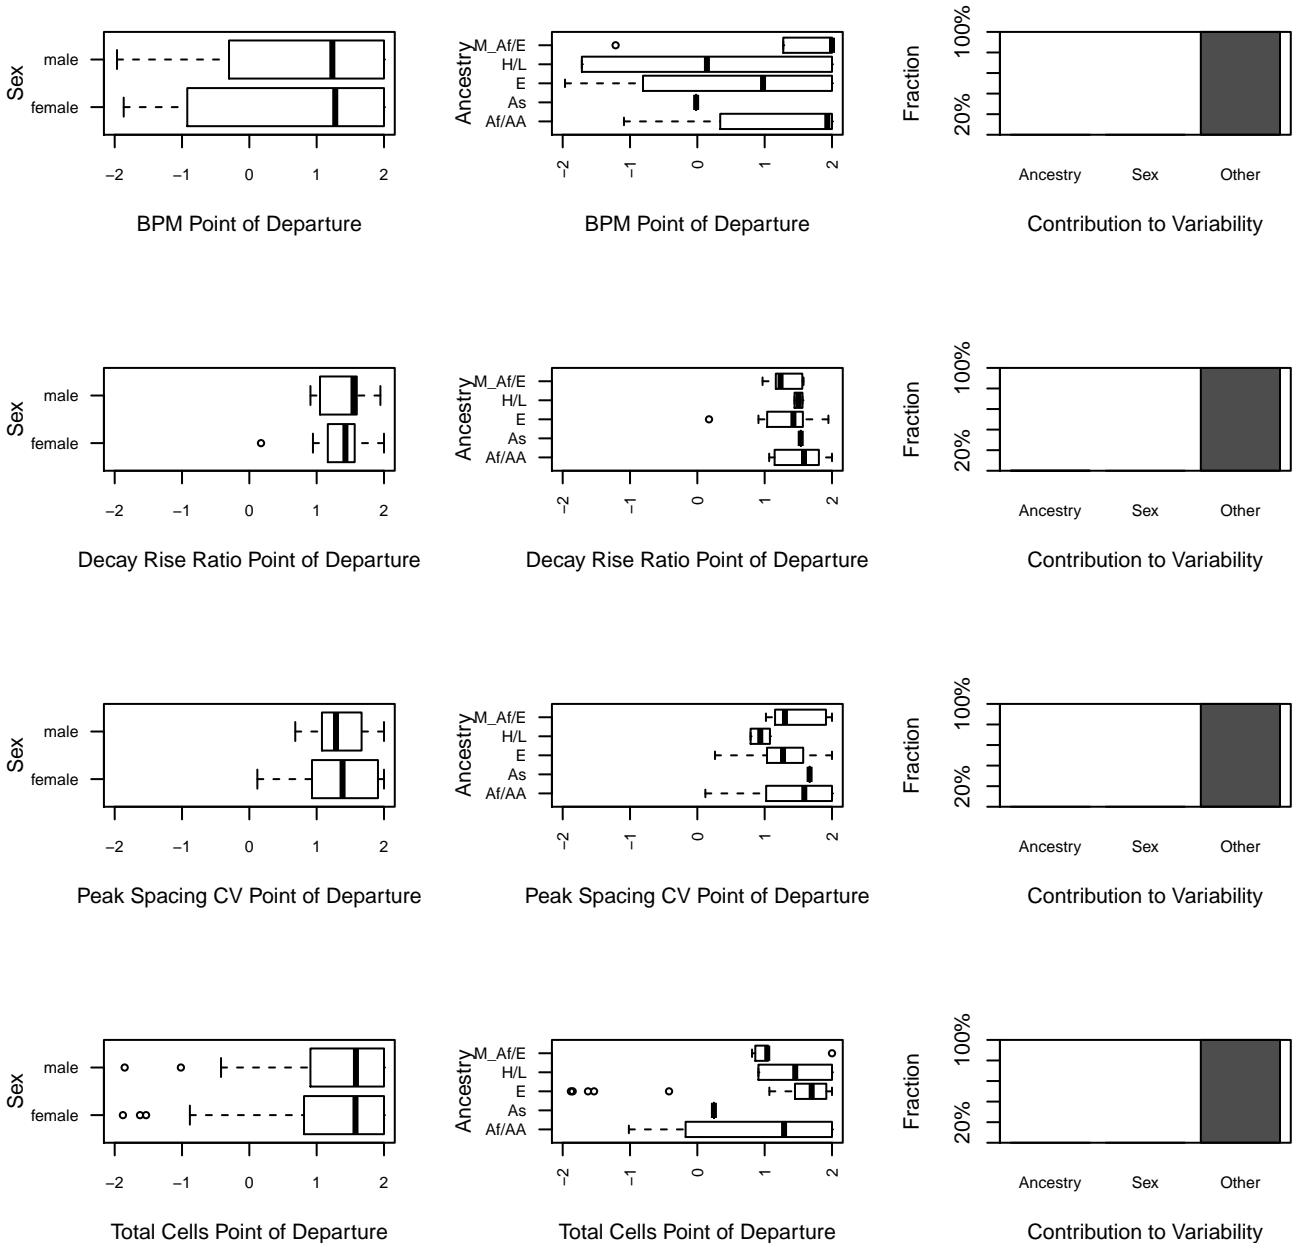 Sex
male
female
−2 −1 0 1 2
BPM Point of Departure
Ancestry
M_Af/E
H/L
E
As
Af/AA
−2 −1 0 1 2
BPM Point of Departure
Fraction
100%
20%
Ancestry Sex Other
Contribution to Variability
Sex
male
female
−2 −1 0 1 2
Decay Rise Ratio Point of Departure
Ancestry
M_Af/E
H/L
E
As
Af/AA
−2 −1 0 1 2
Decay Rise Ratio Point of Departure
Fraction
100%
20%
Ancestry Sex Other
Contribution to Variability
Sex
male
female
−2 −1 0 1 2
Peak Spacing CV Point of Departure
Ancestry
M_Af/E
H/L
E
As
Af/AA
−2 −1 0 1 2
Peak Spacing CV Point of Departure
Fraction
100%
20%
Ancestry Sex Other
Contribution to Variability
Sex
male
female
−2 −1 0 1 2
Total Cells Point of Departure
Ancestry
M_Af/E
H/L
E
As
Af/AA
−2 −1 0 1 2
Total Cells Point of Departure
Fraction
100%
20%
Ancestry Sex Other
Contribution to Variability